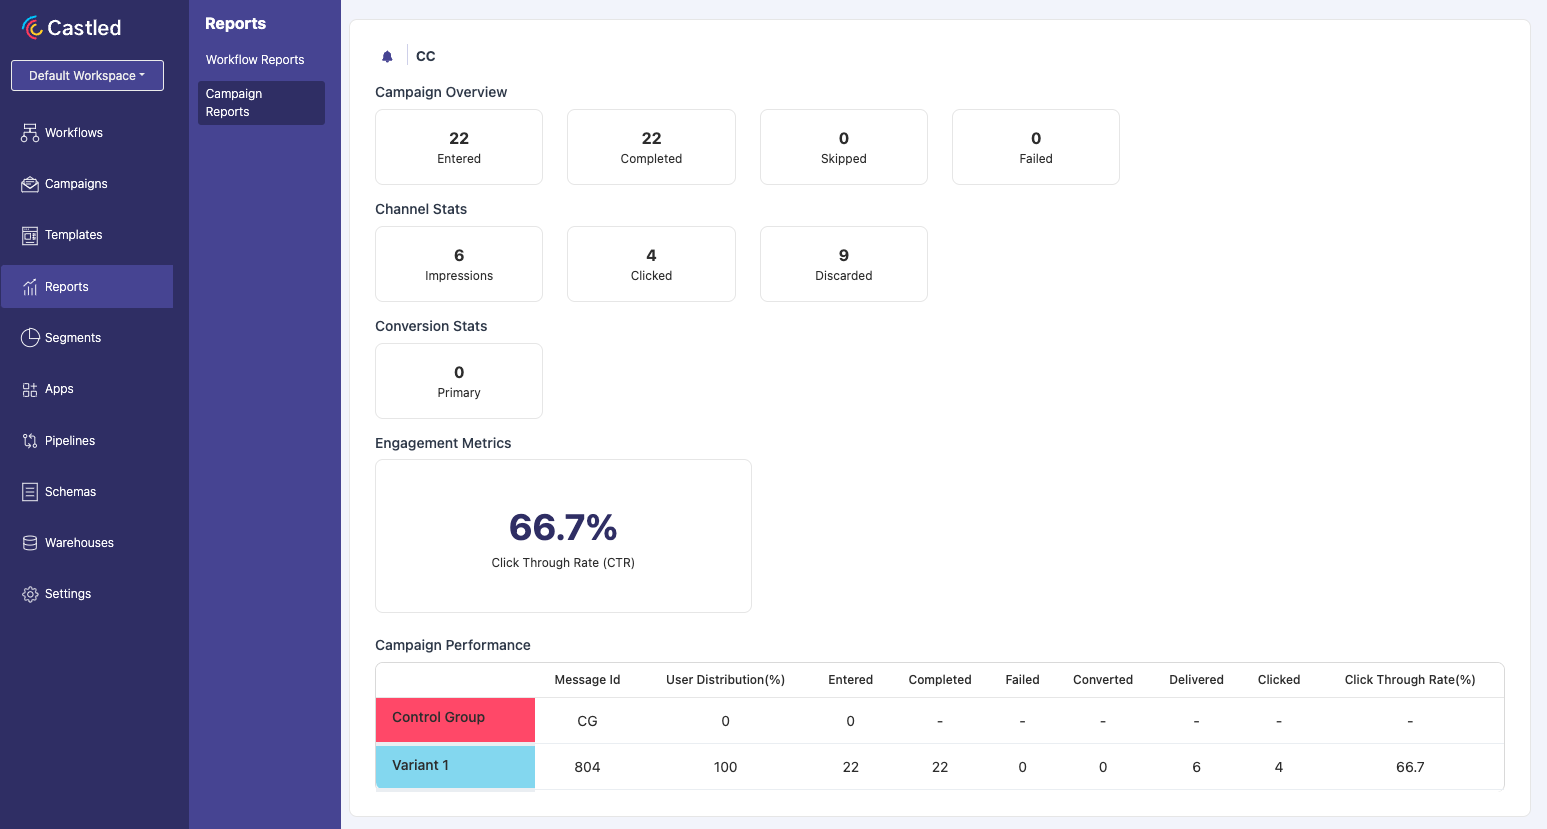 Castled
Default Workspace
Workflows
Campaigns
Templates
Reports
Segments
Apps
Pipelines
Schemas
Warehouses
Settings
Reports
Workflow Reports
Campaign
Reports
CC
Campaign Overview
22
Entered
22
Completed
0
Skipped
0
Failed
Channel Stats
6
Impressions
4
Clicked
9
Discarded
Conversion Stats
0
Primary
Engagement Metrics
66.7%
Click Through Rate (CTR)
Campaign Performance
Message Id User Distribution(%) Entered Completed Failed Converted Delivered Clicked Click Through Rate(%)
Control Group CG 0 0 - - - - - -
Variant 1 804 100 22 22 0 0 6 4 66.7